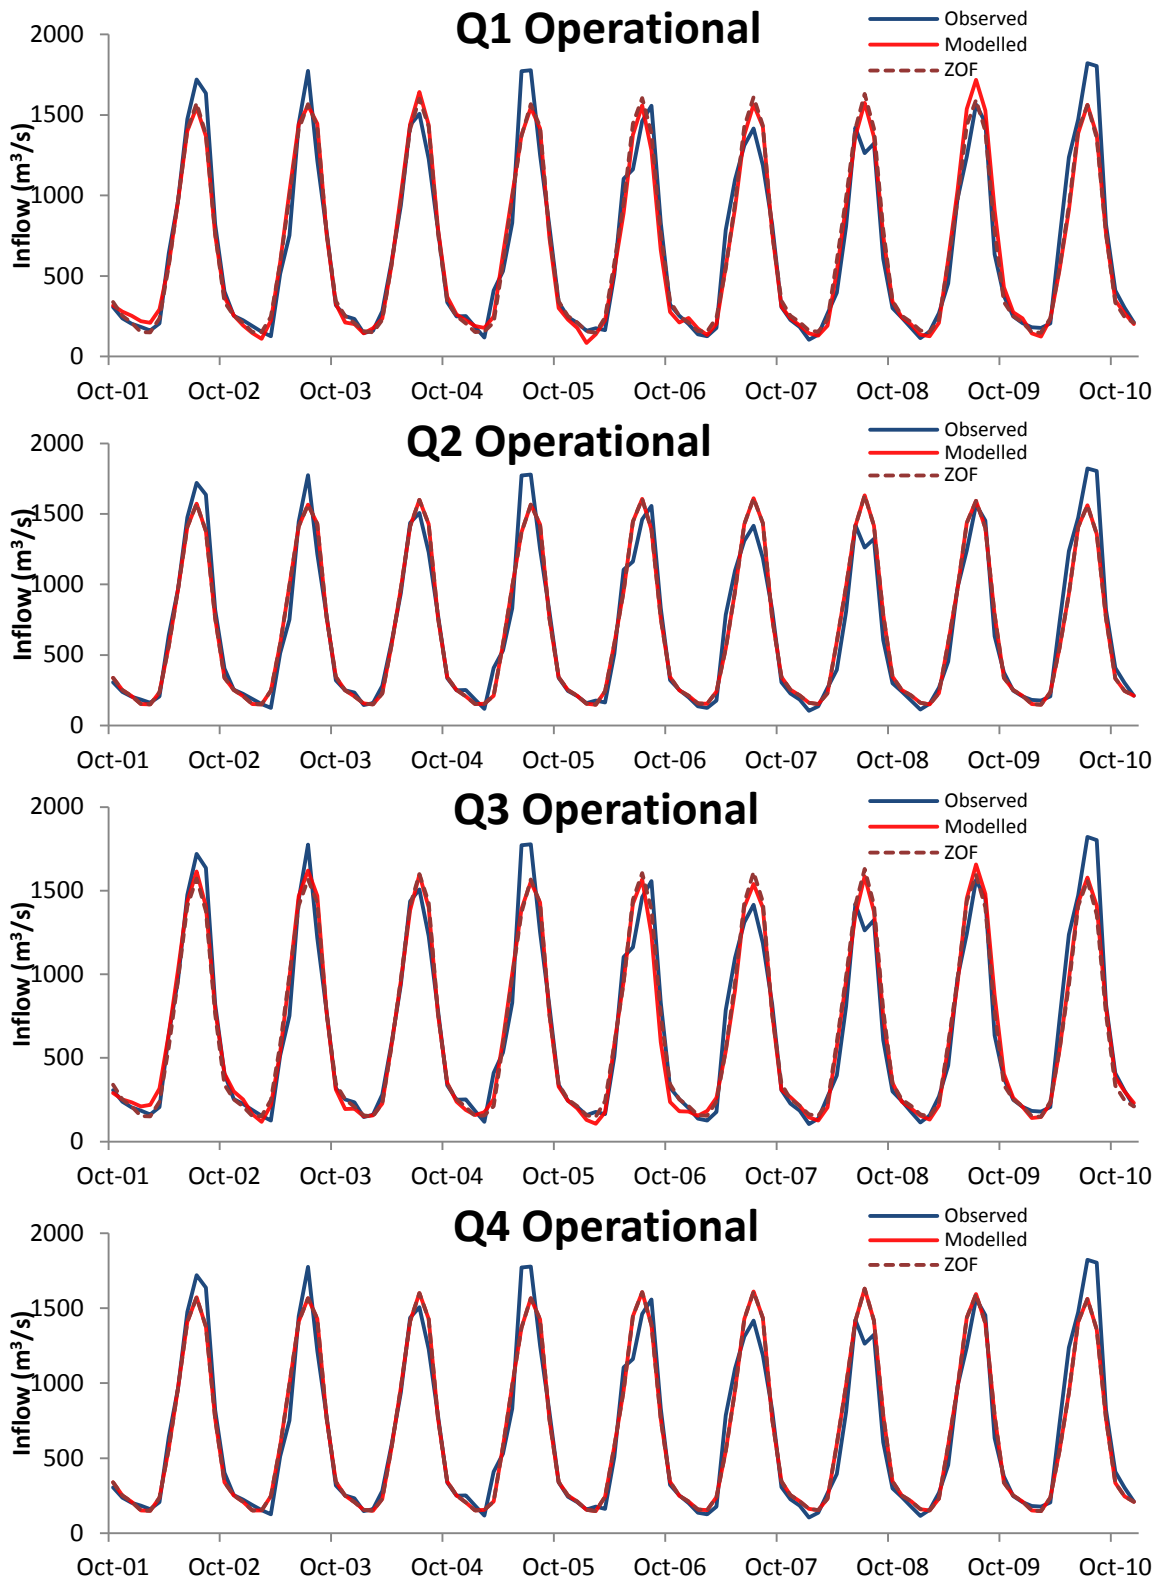 Q1 Operational
Observed
Modelled
ZOF
Inflow (m³/s)
2000
1500
1000
500
0
Oct-01 Oct-02 Oct-03 Oct-04 Oct-05 Oct-06 Oct-07 Oct-08 Oct-09 Oct-10
Q2 Operational
Observed
Modelled
ZOF
Inflow (m³/s)
2000
1500
1000
500
0
Oct-01 Oct-02 Oct-03 Oct-04 Oct-05 Oct-06 Oct-07 Oct-08 Oct-09 Oct-10
Q3 Operational
Observed
Modelled
ZOF
Inflow (m³/s)
2000
1500
1000
500
0
Oct-01 Oct-02 Oct-03 Oct-04 Oct-05 Oct-06 Oct-07 Oct-08 Oct-09 Oct-10
Q4 Operational
Observed
Modelled
ZOF
Inflow (m³/s)
2000
1500
1000
500
0
Oct-01 Oct-02 Oct-03 Oct-04 Oct-05 Oct-06 Oct-07 Oct-08 Oct-09 Oct-10